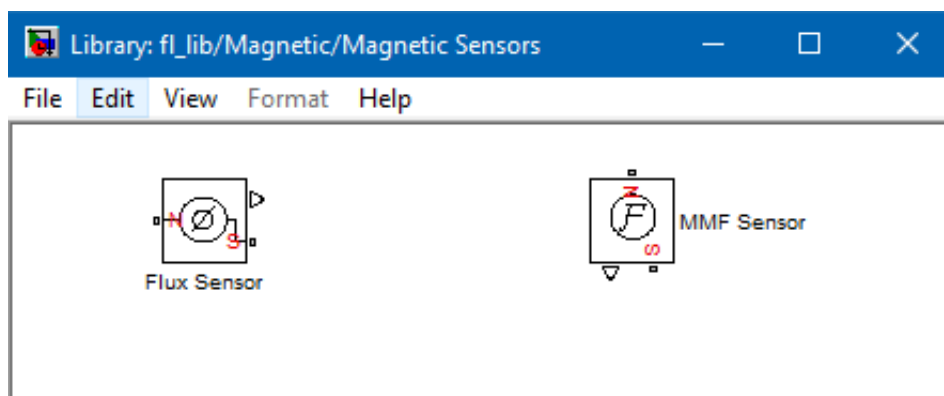 Library: fl_lib/Magnetic/Magnetic Sensors
File Edit View Format Help
N Ø S
Flux Sensor
N F S
MMF Sensor